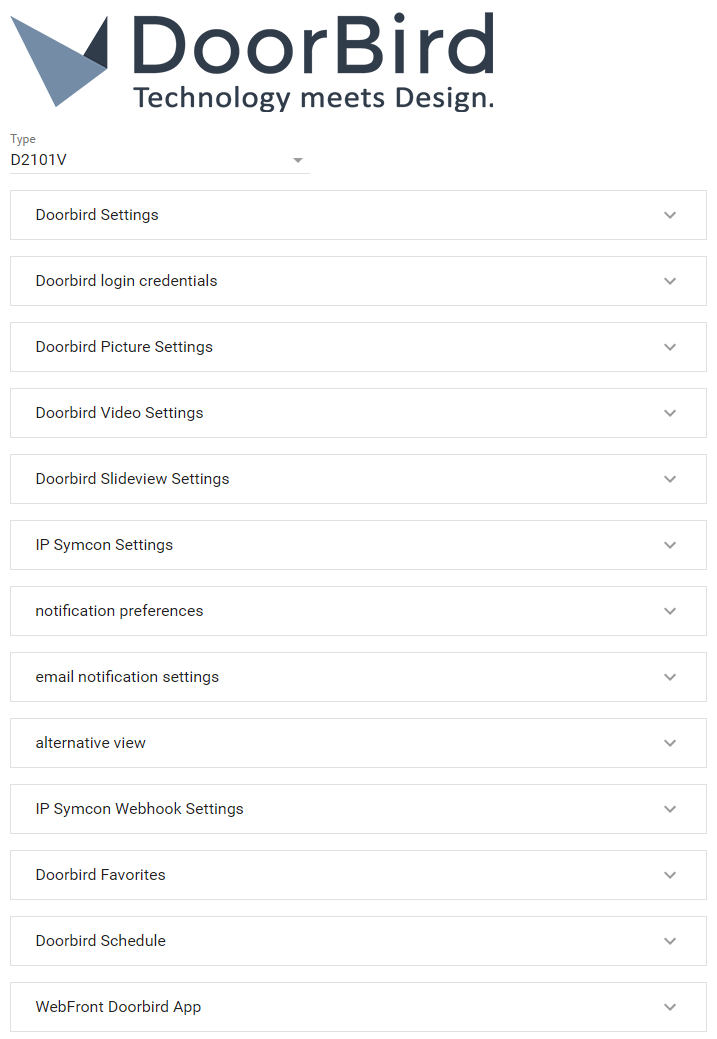 DoorBird
Technology meets Design.
Type
D2101V
Doorbird Settings
Doorbird login credentials
Doorbird Picture Settings
Doorbird Video Settings
Doorbird Slideview Settings
IP Symcon Settings
notification preferences
email notification settings
alternative view
IP Symcon Webhook Settings
Doorbird Favorites
Doorbird Schedule
WebFront Doorbird App